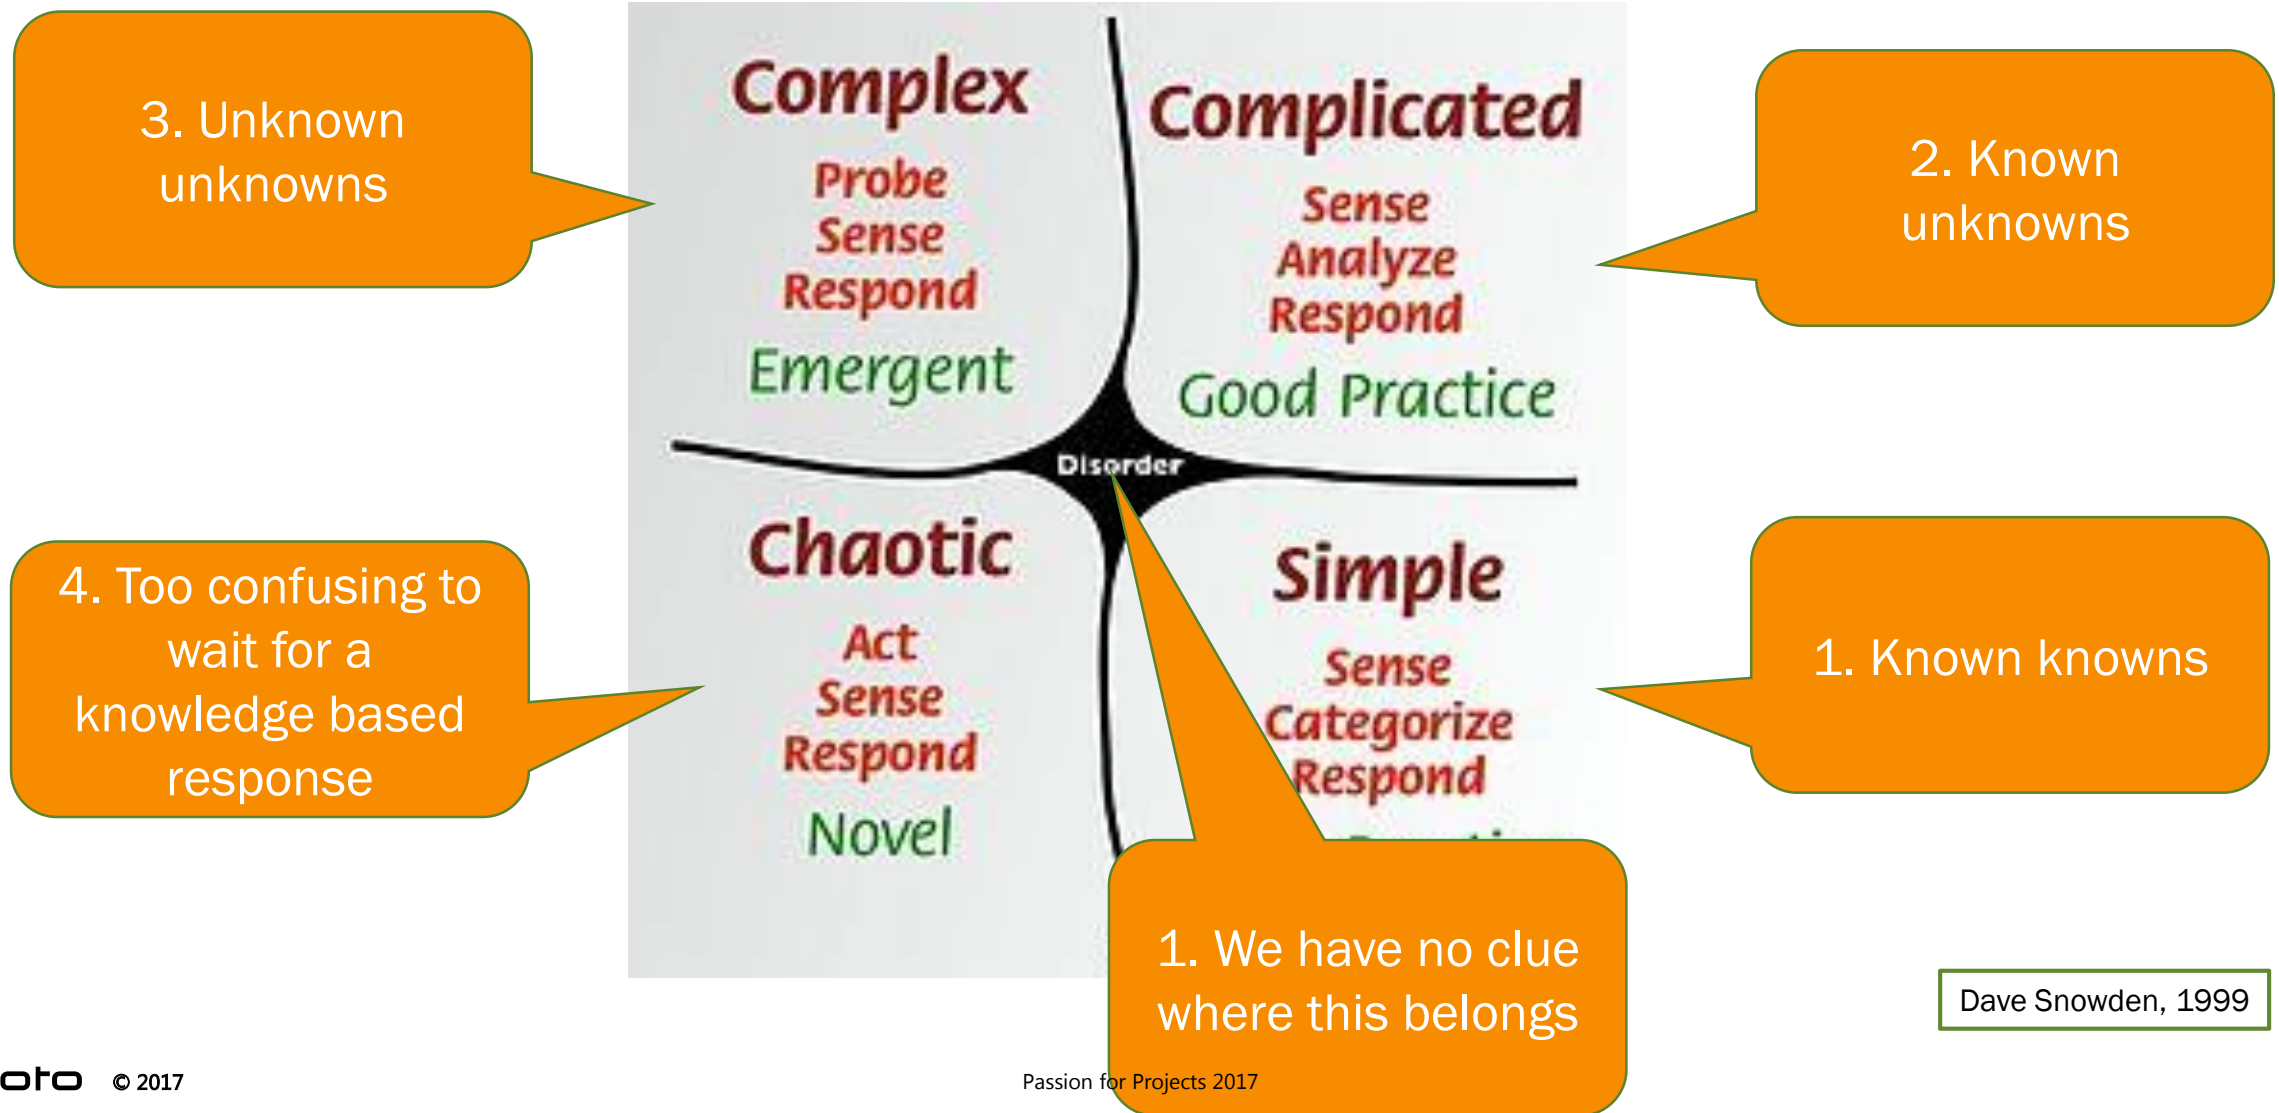 3. Unknown
unknowns
Complex
Probe
Sense
Respond
Emergent
Complicated
Sense
Analyze
Respond
Good Practice
2. Known
unknowns
Disorder
4. Too confusing to
wait for a
knowledge based
response
Chaotic
Act
Sense
Respond
Novel
Simple
Sense
Categorize
Respond
1. Known knowns
1. We have no clue
where this belongs
Dave Snowden, 1999
© 2017
Passion for Projects 2017